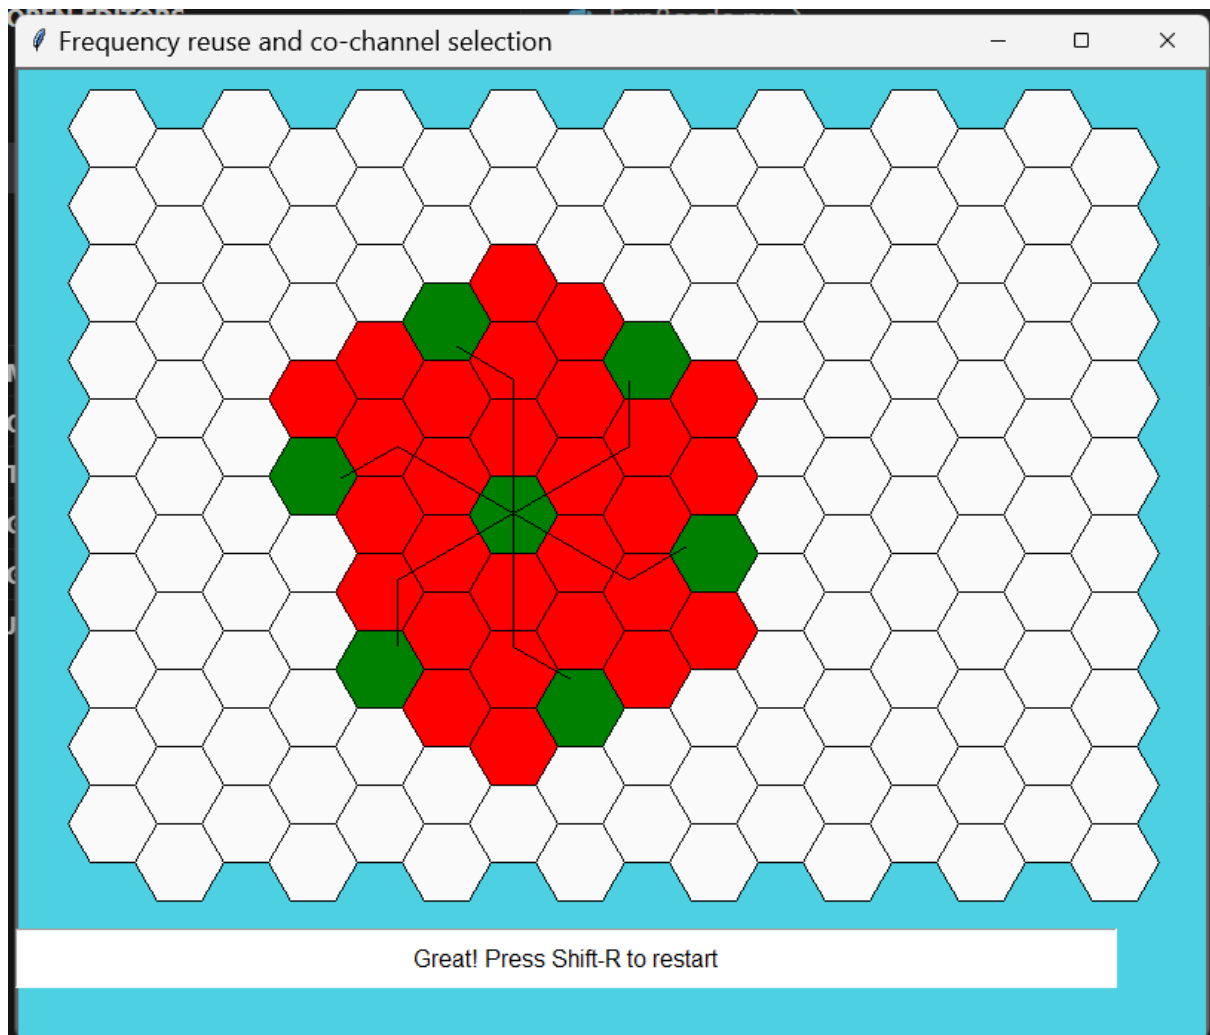 Frequency reuse and co-channel selection
Great! Press Shift-R to restart